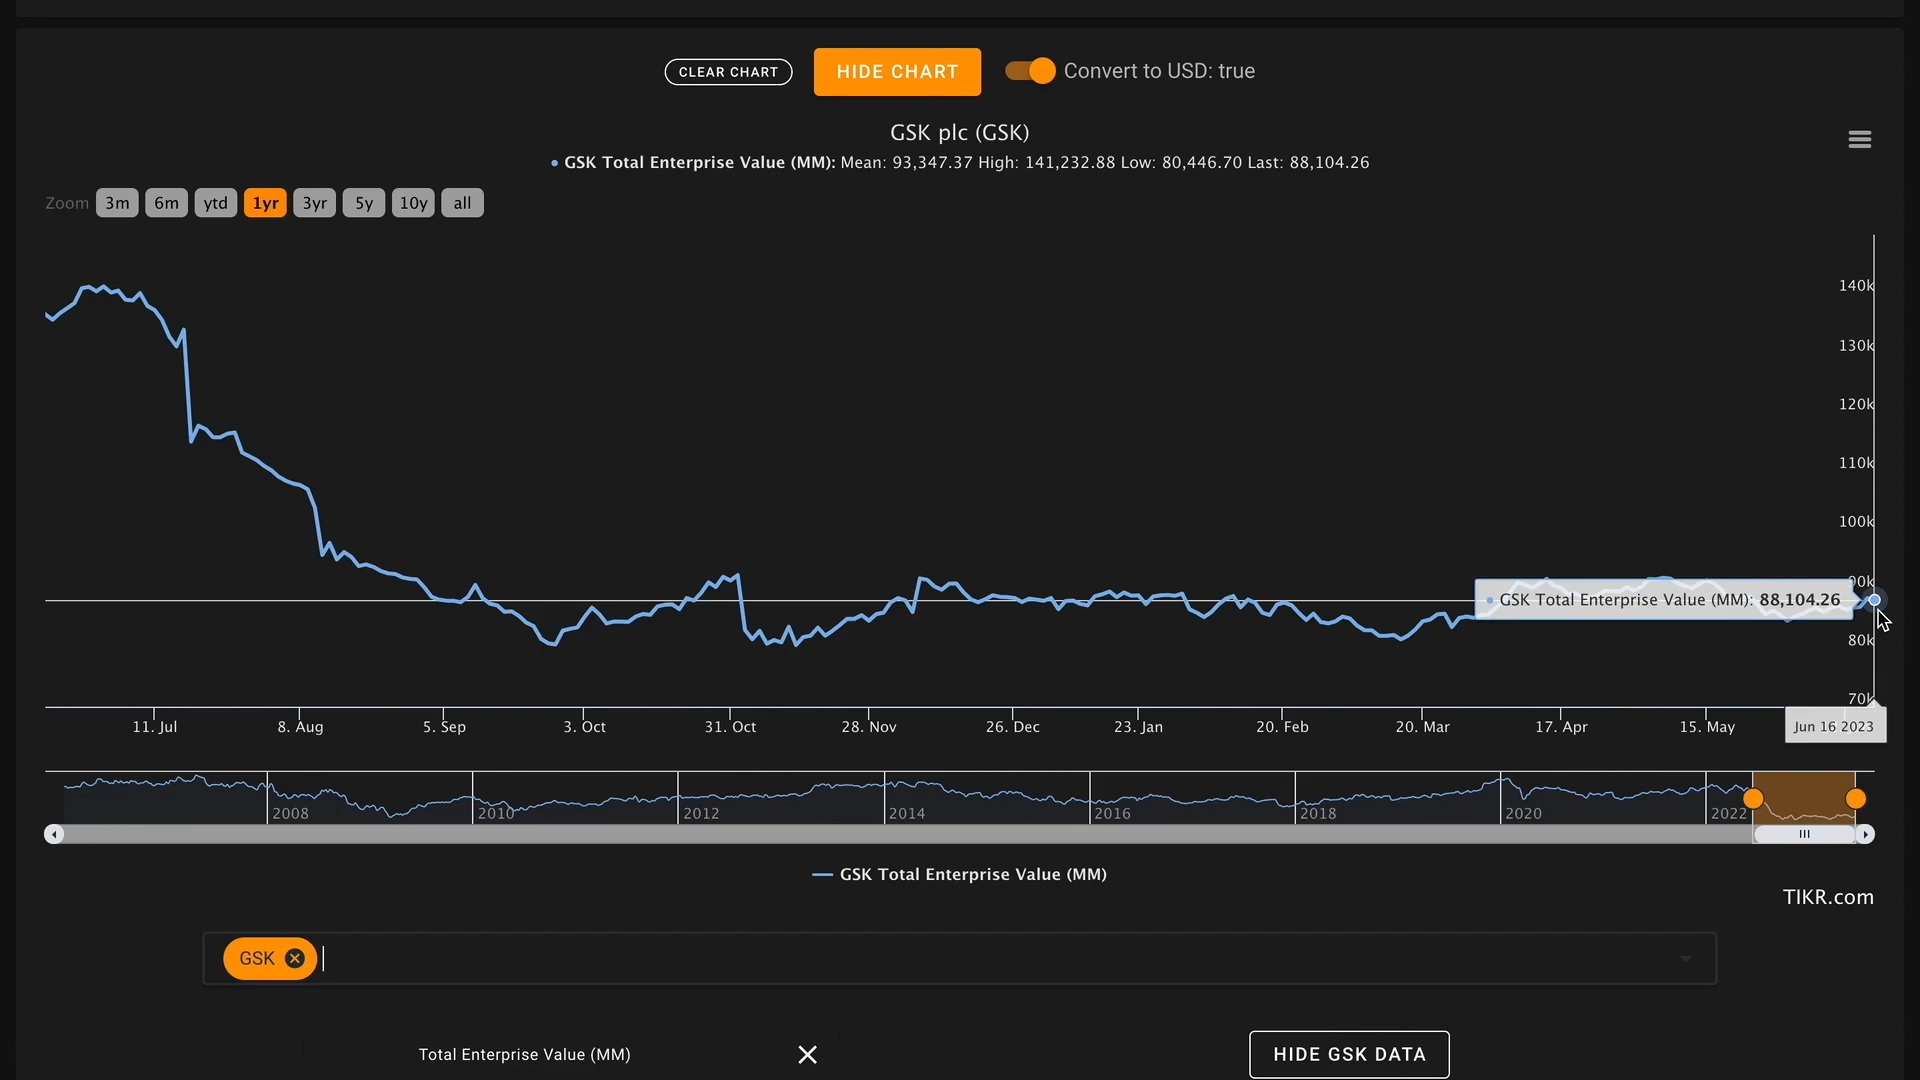 CLEAR CHART
HIDE CHART
Convert to USD: true
GSK plc (GSK)
GSK Total Enterprise Value (MM): Mean: 93,347.37 High: 141,232.88 Low: 80,446.70 Last: 88,104.26
Zoom 3m 6m ytd 1yr 3yr 5y 10y all
140k
130k
120k
110k
100k
90k
GSK Total Enterprise Value (MM): 88,104.26
80k
70k
11. Jul 8. Aug 5. Sep 3. Oct 31. Oct 28. Nov 26. Dec 23. Jan 20. Feb 20. Mar 17. Apr 15. May Jun 16 2023
2008 2010 2012 2014 2016 2018 2020 2022
GSK Total Enterprise Value (MM)
TIKR.com
GSK
Total Enterprise Value (MM)
HIDE GSK DATA